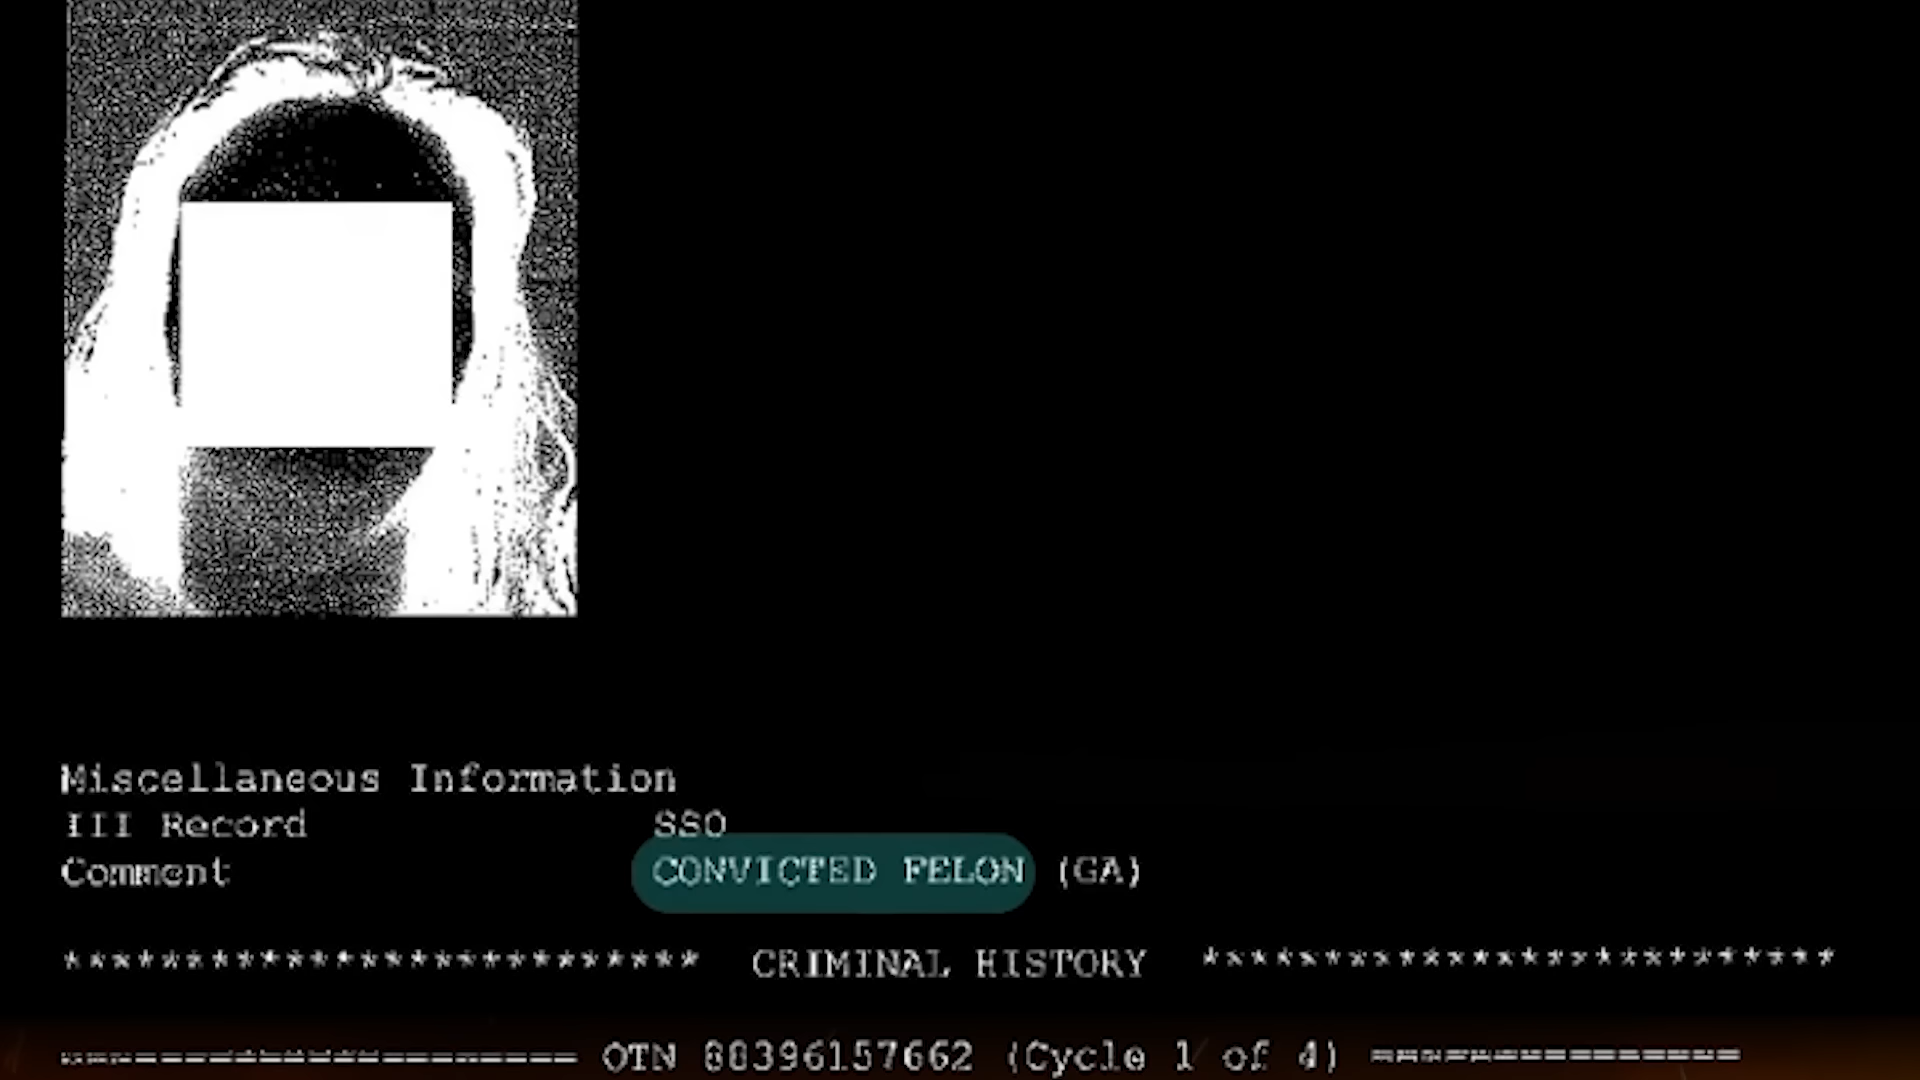 Miscellaneous Information
III Record SSO
Comment CONVICTED FELON (GA)
************************** CRIMINAL HISTORY **************************
===================== OTN 88396157662 (Cycle 1 of 4) ===============